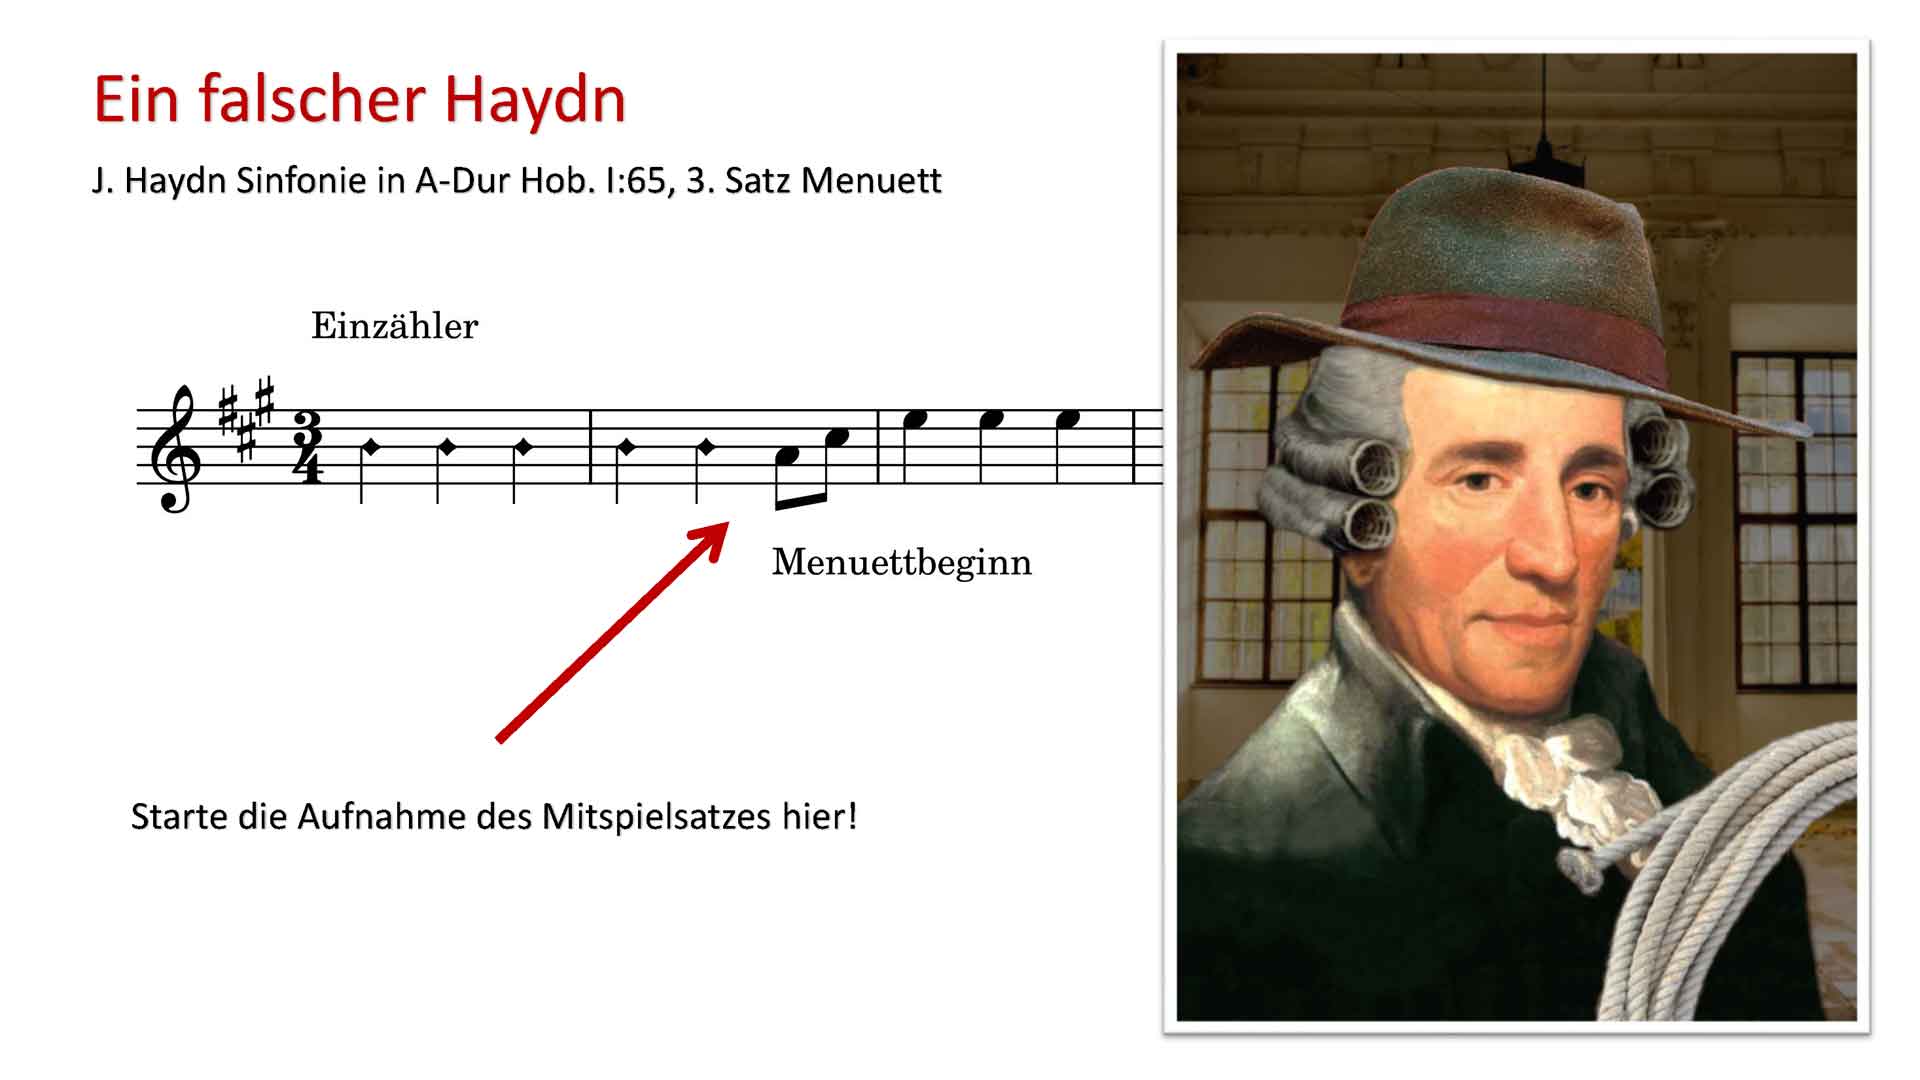 Ein falscher Haydn
J. Haydn Sinfonie in A-Dur Hob. I:65, 3. Satz Menuett
Einzähler
3
4
Menuettbeginn
Starte die Aufnahme des Mitspielsatzes hier!